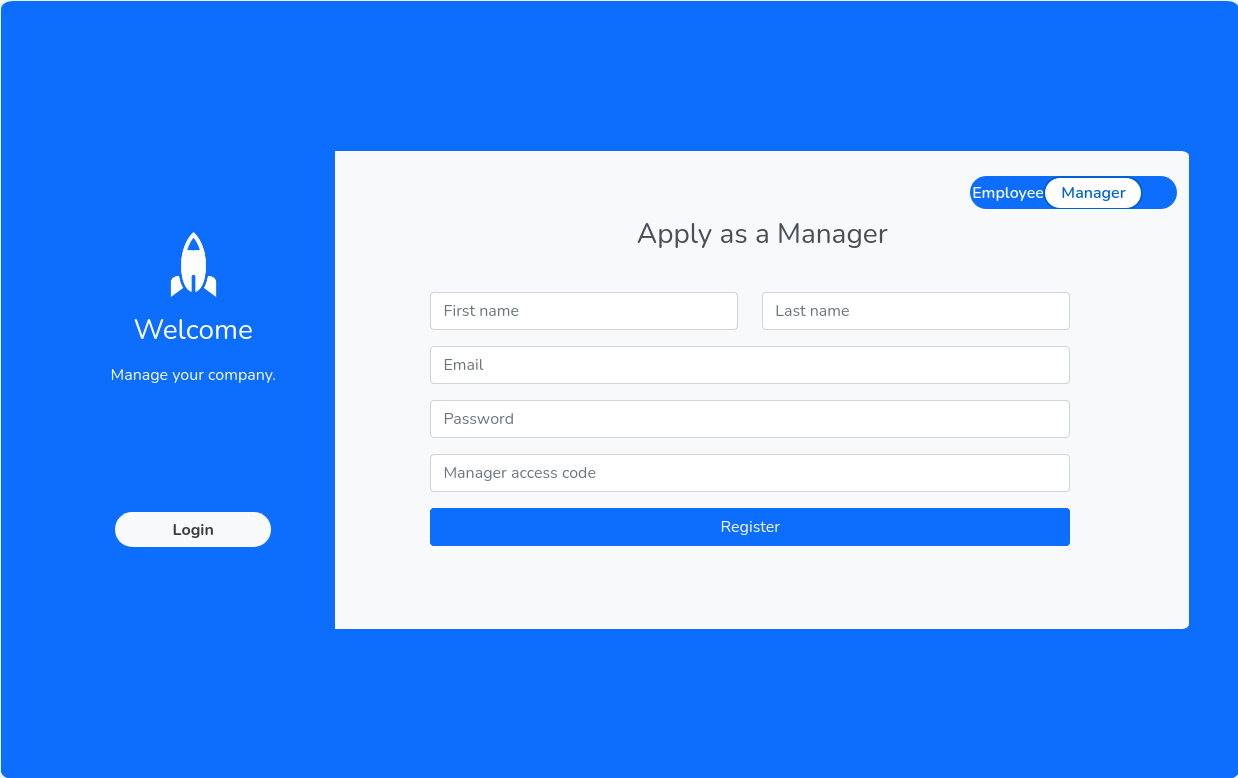 Employee Manager
Apply as a Manager
Welcome
Manage your company.
Login
First name Last name
Email
Password
Manager access code
Register